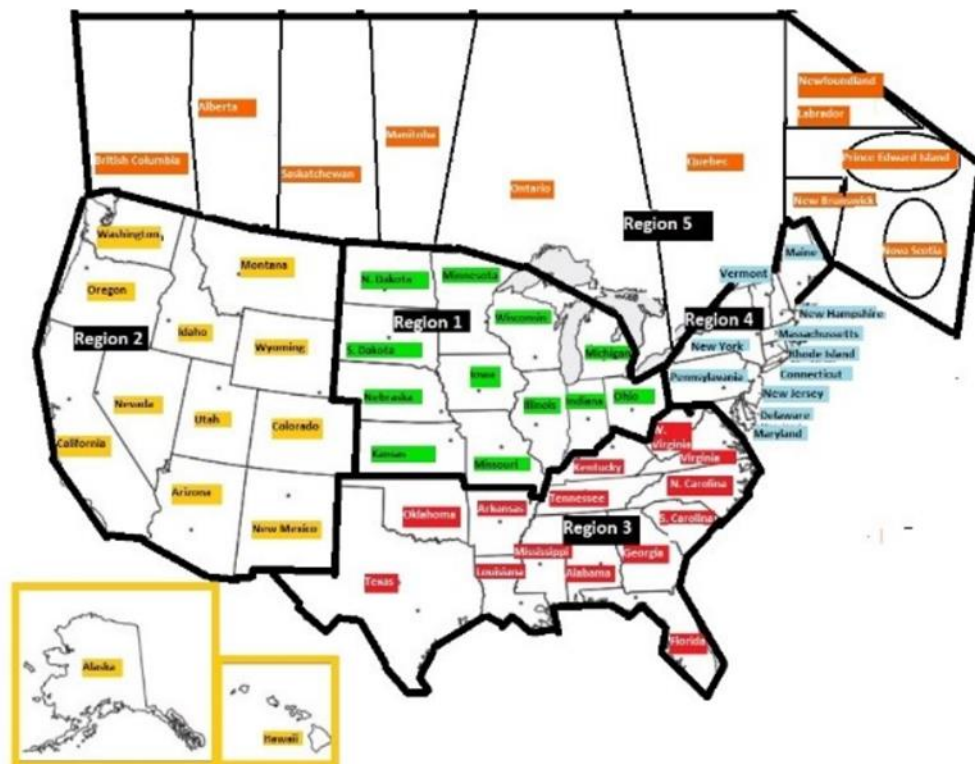 Newfoundland
Labrador
Alberta
Manitoba
British Columbia
Saskatchewan
Ontario
Quebec
Prince Edward Island
New Brunswick
Nova Scotia
Region 5
Washington
Oregon
Montana
Idaho
Wyoming
Region 2
Nevada
Utah
Colorado
California
Arizona
New Mexico
Alaska
Hawaii
N. Dakota
Minnesota
Region 1
Wisconsin
S. Dakota
Michigan
Iowa
Nebraska
Illinois
Indiana
Ohio
Kansas
Missouri
Maine
Vermont
Region 4
New Hampshire
Massachusetts
New York
Rhode Island
Connecticut
Pennsylavania
New Jersey
Delaware
Maryland
W.
Virginia
Virginia
Kentucky
Tennessee
N. Carolina
S. Carolina
Oklahoma
Arkansas
Region 3
Mississippi
Georgia
Texas
Louisiana
Alabama
Florida